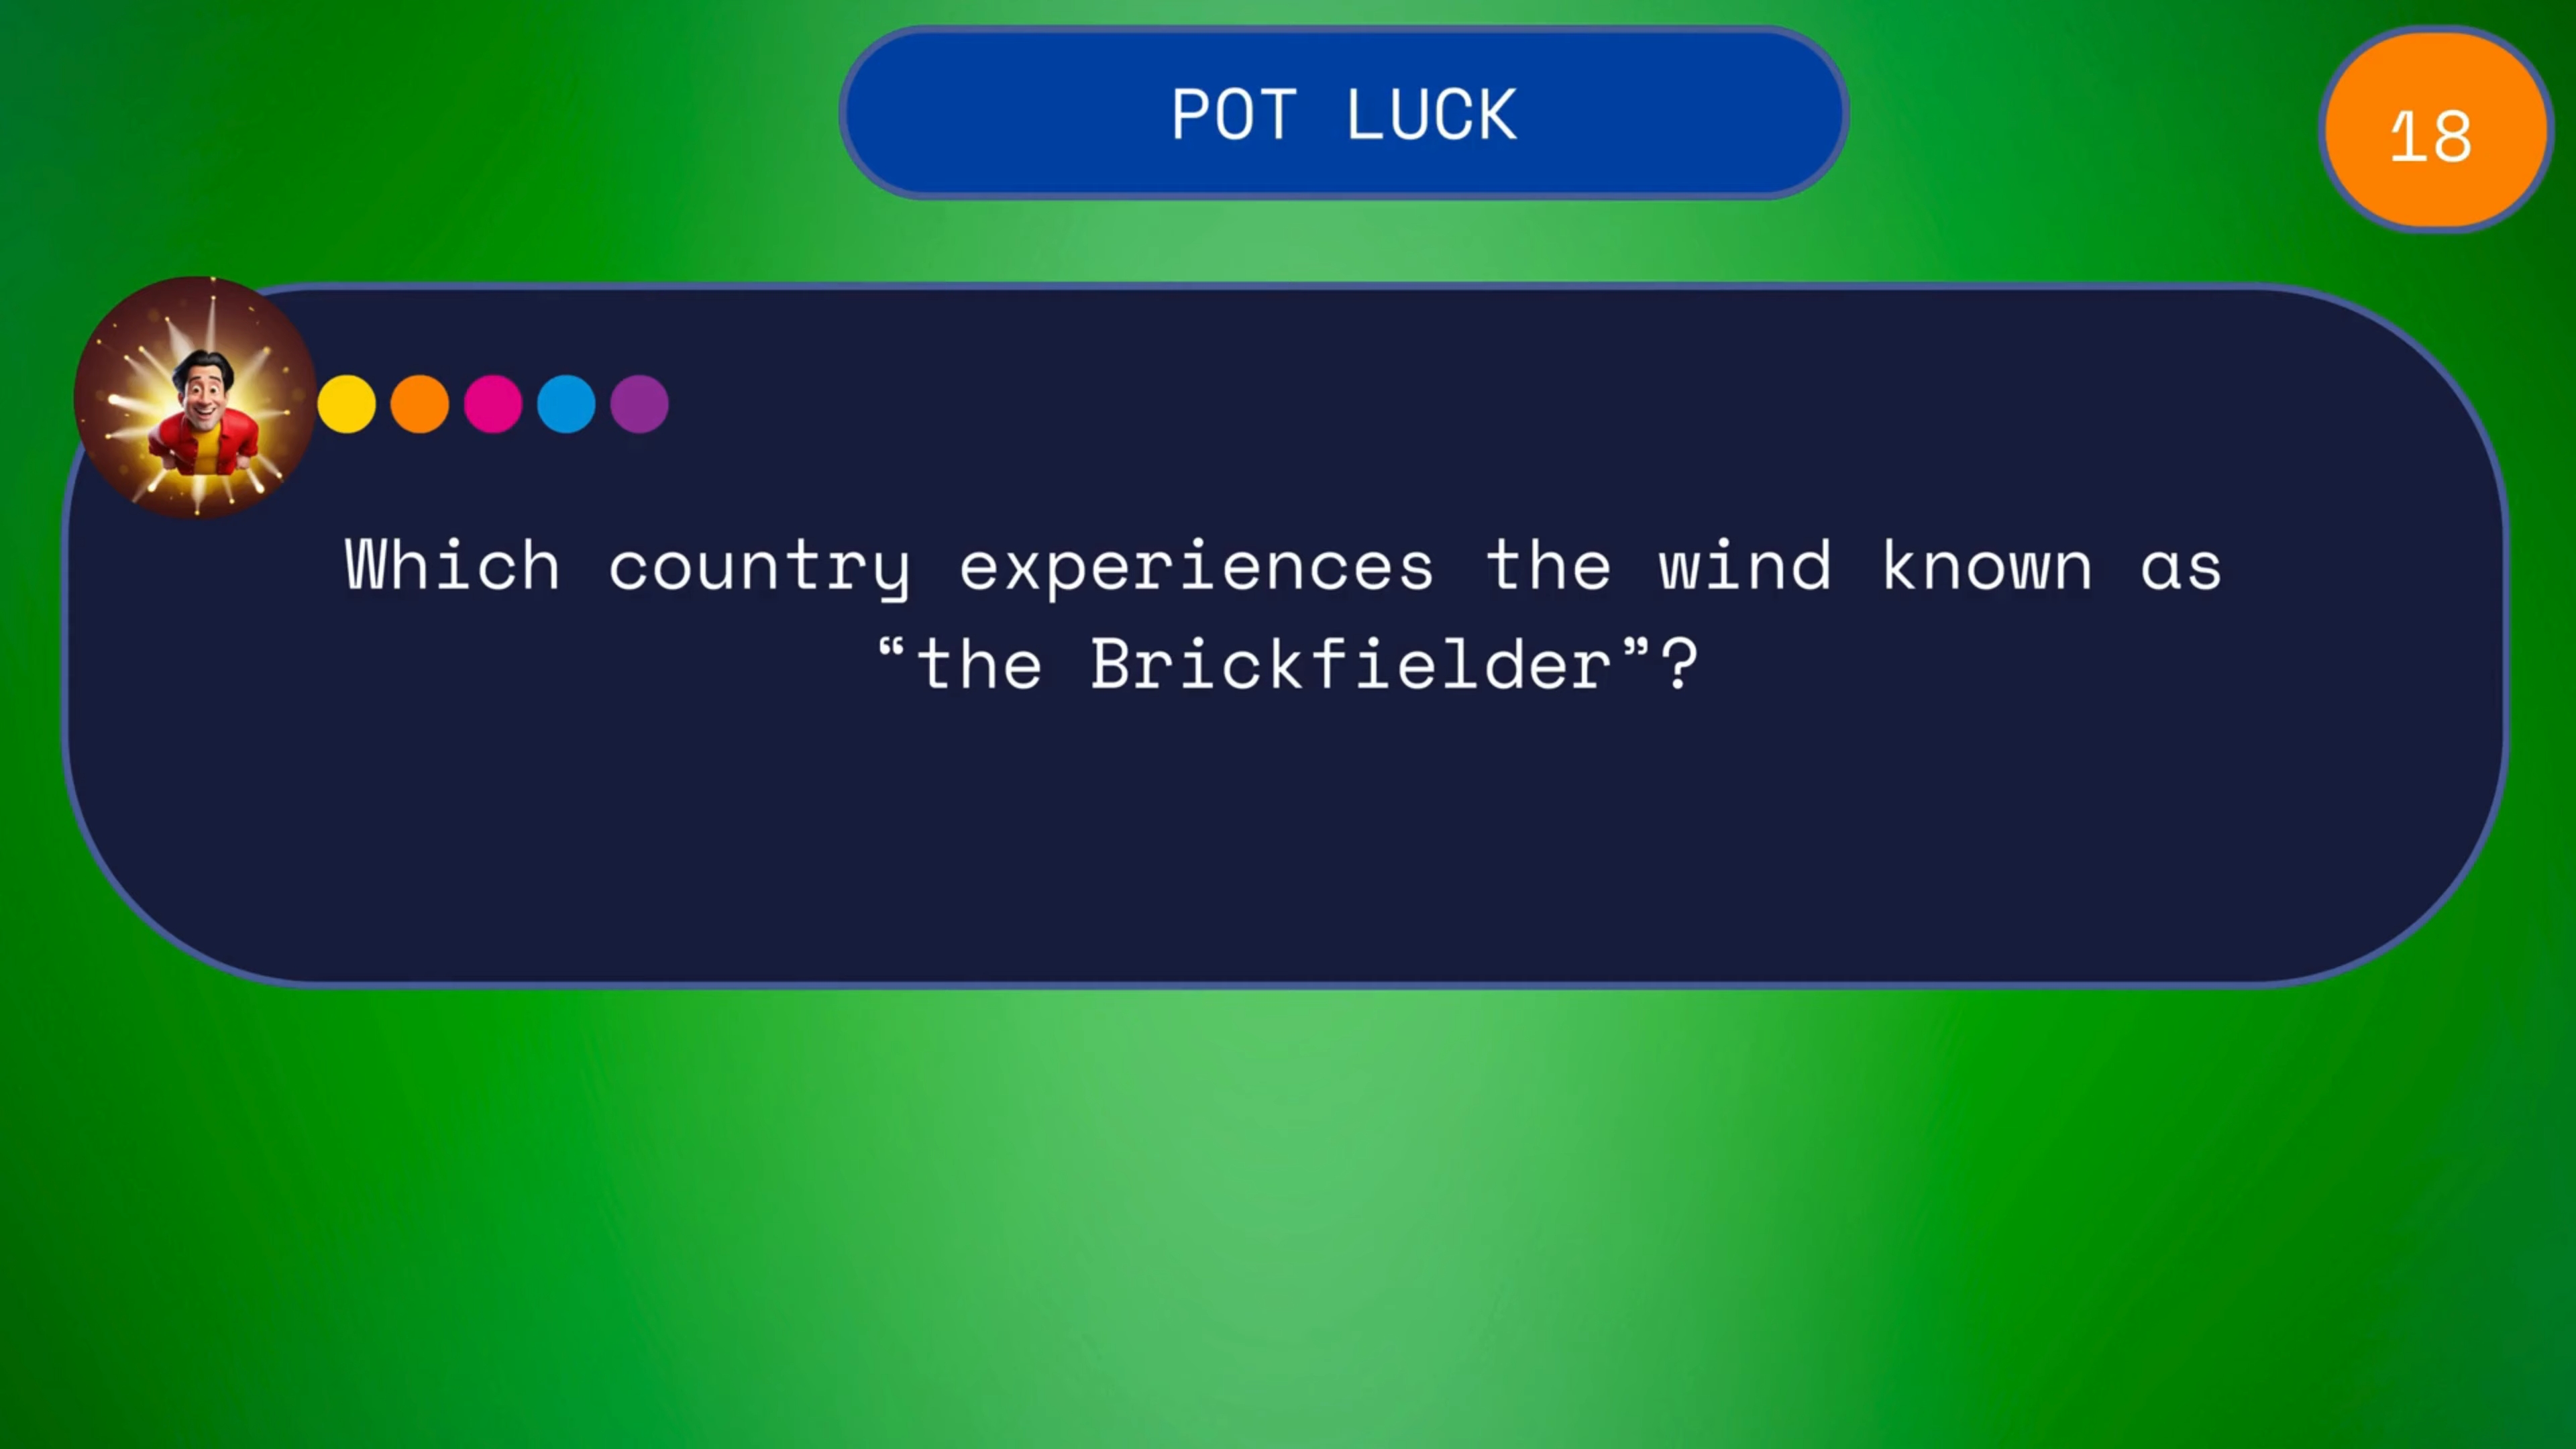 POT LUCK
18
Which country experiences the wind known as
“the Brickfielder”?